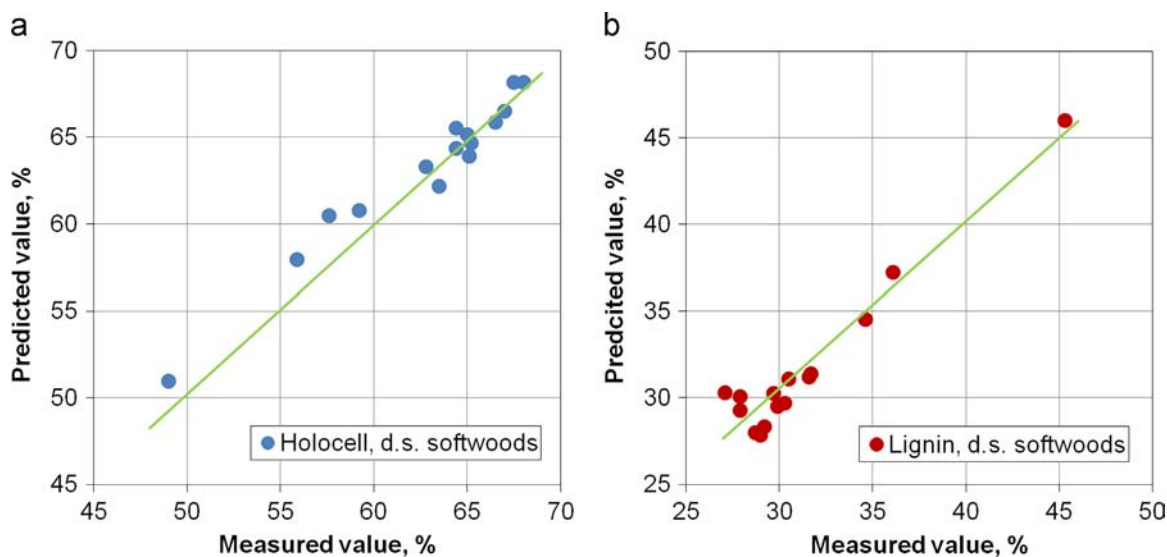 a
70
65
60
55
50
45
Predicted value, %
Holocell, d.s. softwoods
45 50 55 60 65 70
Measured value, %
b
50
45
40
35
30
25
Predcited value, %
Lignin, d.s. softwoods
25 30 35 40 45 50
Measured value, %